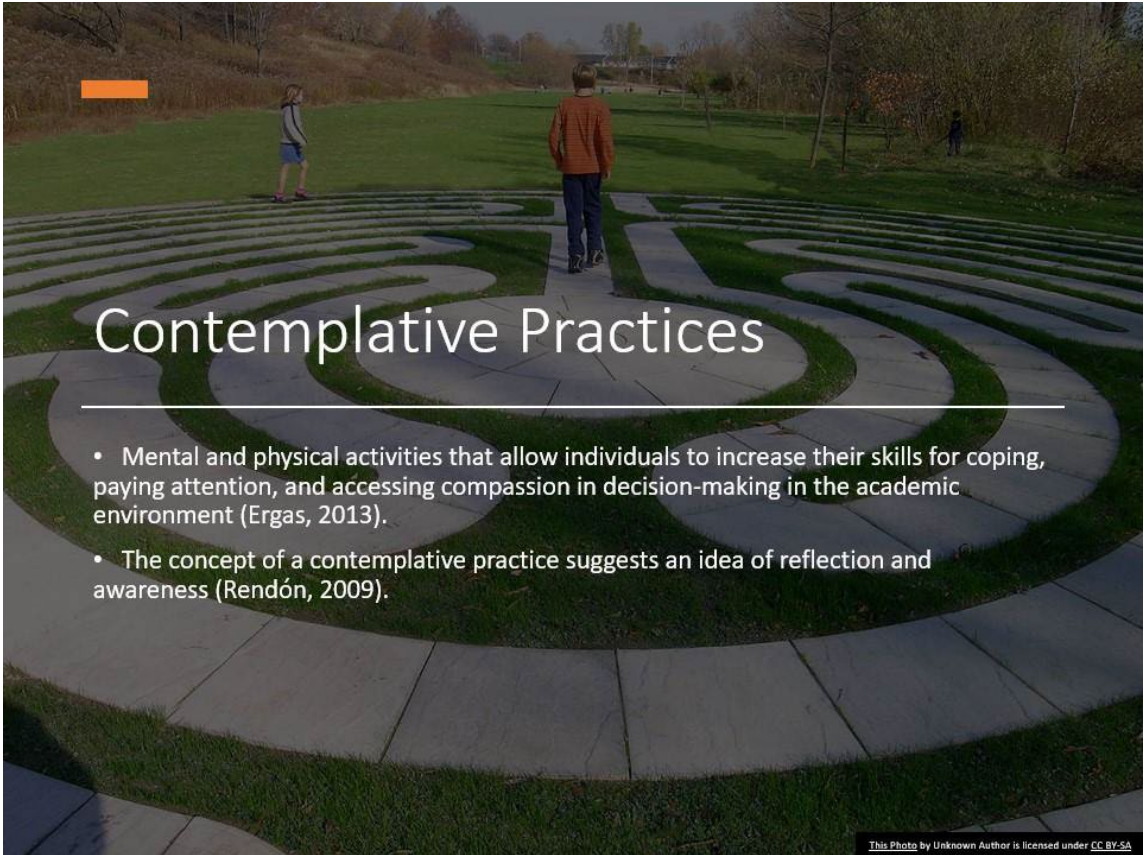 Contemplative Practices
• Mental and physical activities that allow individuals to increase their skills for coping,
paying attention, and accessing compassion in decision-making in the academic
environment (Ergas, 2013).
• The concept of a contemplative practice suggests an idea of reflection and
awareness (Rendón, 2009).
This Photo by Unknown Author is licensed under CC BY-SA